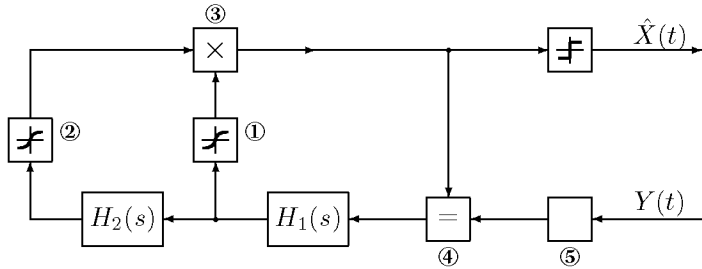 ③
× X̂(t)
② ①
H₂(s) H₁(s) = Y(t)
④ ⑤